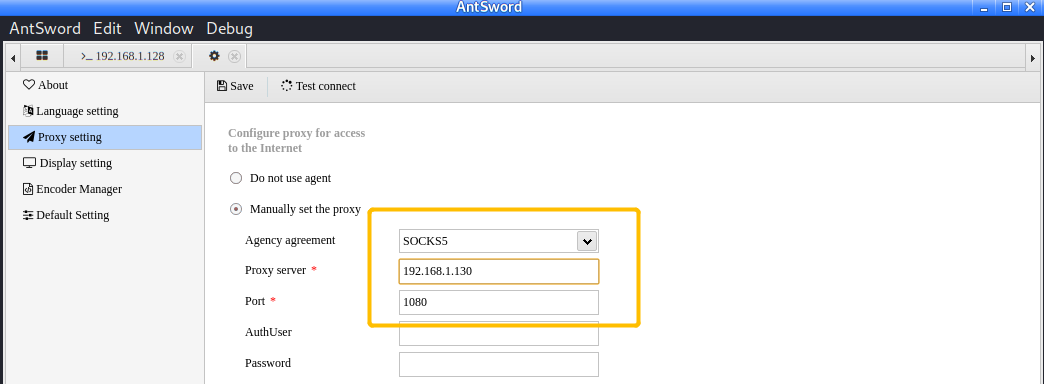 AntSword
AntSword Edit Window Debug
>_ 192.168.1.128
About
Language setting
Proxy setting
Display setting
Encoder Manager
Default Setting
Save Test connect
Configure proxy for access
to the Internet
Do not use agent
Manually set the proxy
Agency agreement SOCKS5
Proxy server * 192.168.1.130
Port * 1080
AuthUser
Password